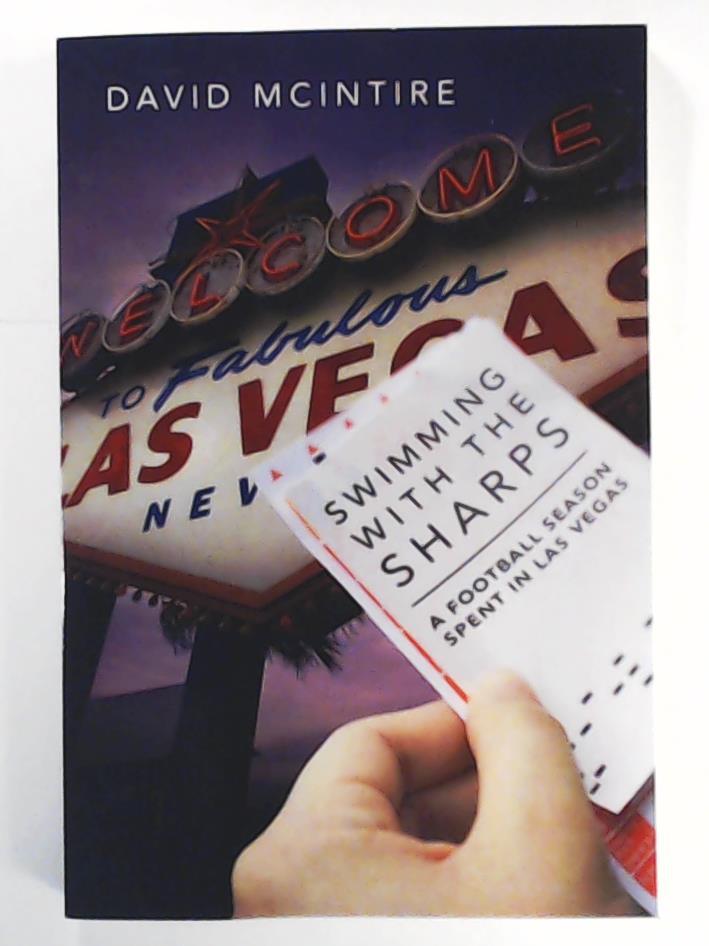 DAVID MCINTIRE
WELCOME
TO Fabulous
LAS VEGAS
NEV
SWIMMING
WITH THE
SHARPS
A FOOTBALL SEASON
SPENT IN LAS VEGAS